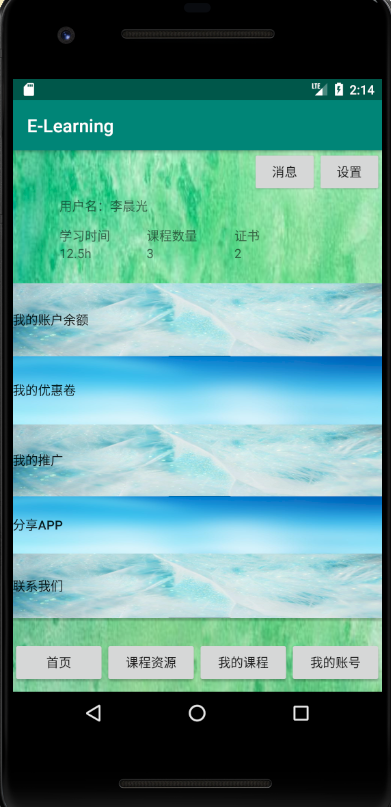 LTE 2:14
E-Learning
消息 设置
用户名：李晨光
学习时间 课程数量 证书
12.5h 3 2
我的账户余额
我的优惠卷
我的推广
分享APP
联系我们
首页 课程资源 我的课程 我的账号